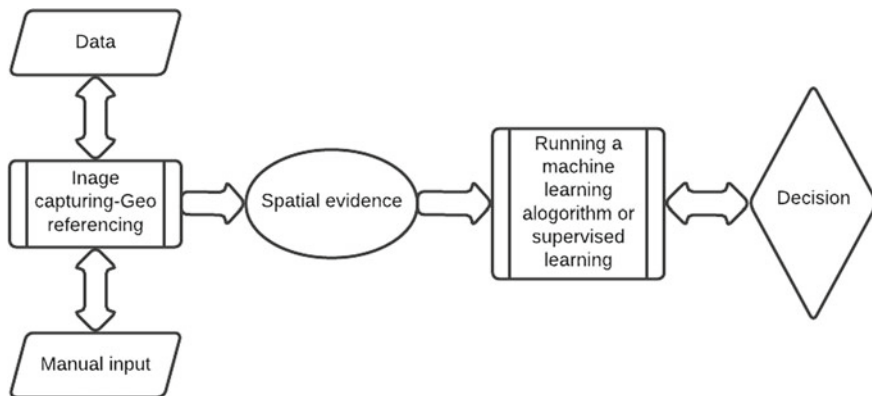 Data
Inage
capturing-Geo
referencing
Manual input
Spatial evidence
Running a
machine
learning
alogorithm or
supervised
learning
Decision